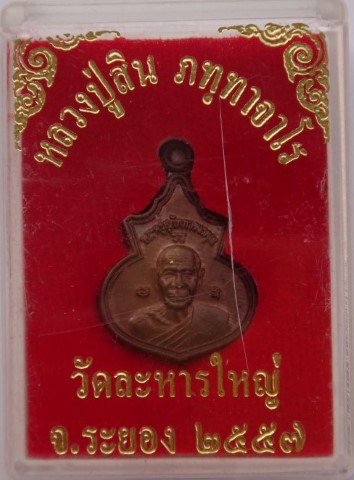 หลวงปู่สิน ภทฺทาจาโร
วัดละหารใหญ่
จ.ระยอง ๒๕๕๗